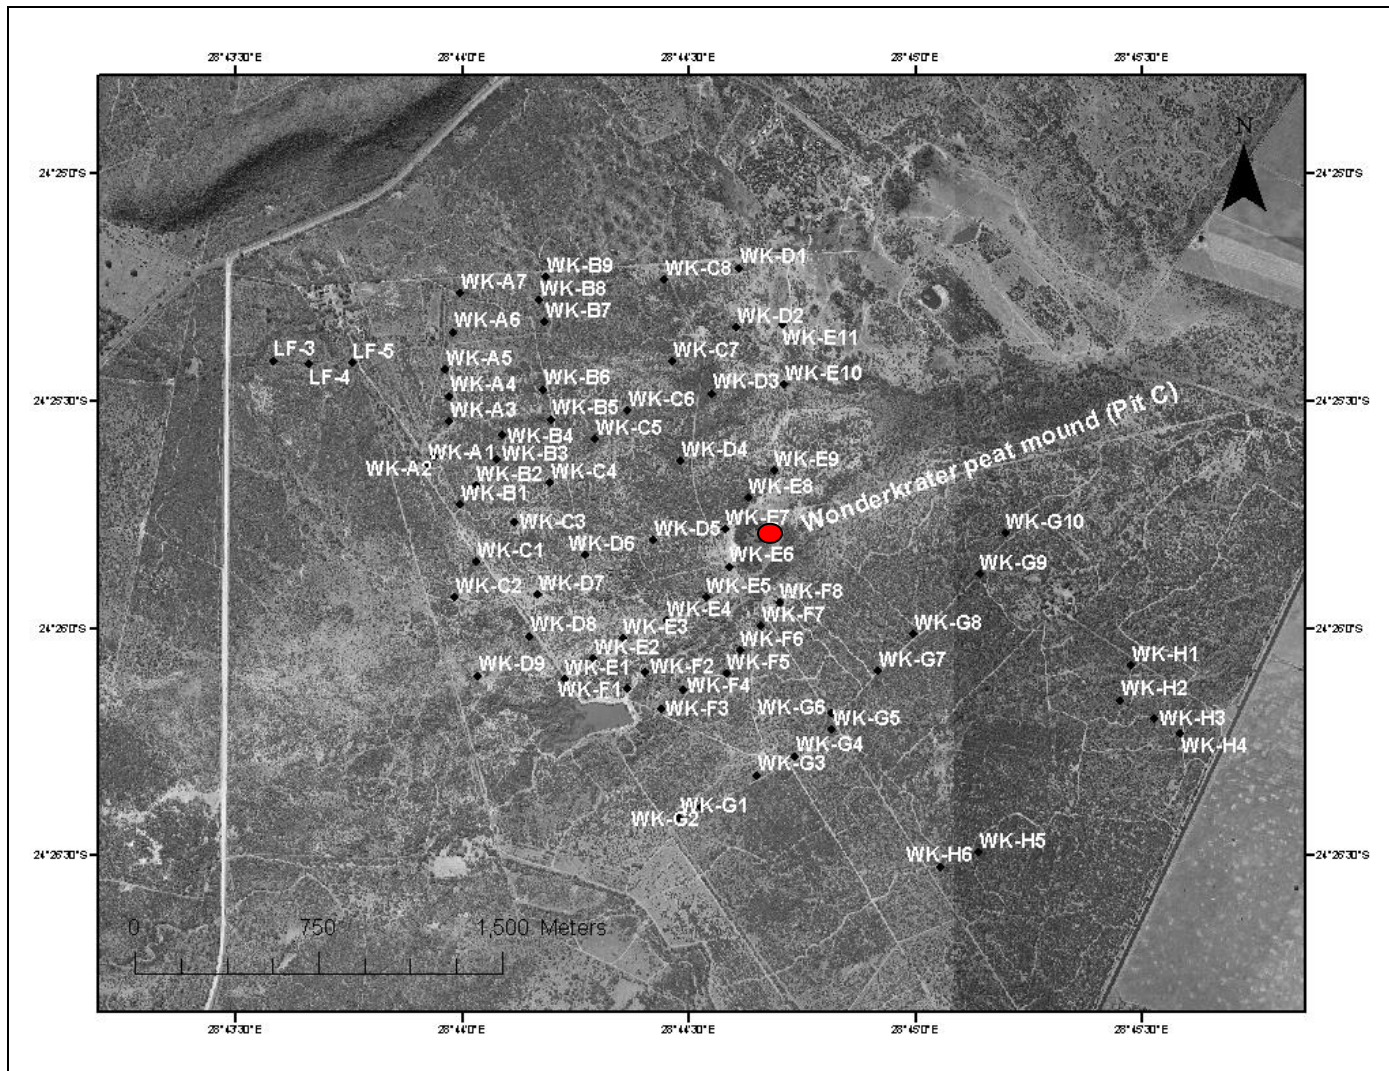 28°43'30"E 28°44'0"E 28°44'30"E 28°45'0"E 28°45'30"E
N
24°25'0"S 24°25'0"S
WK-D1
WK-B9 WK-C8
WK-A7 WK-B8
WK-B7
WK-A6 WK-D2
WK-E11
LF-3 LF-5 WK-C7
LF-4 WK-A5
WK-A4 WK-B6 WK-D3 WK-E10
24°25'30"S WK-C6 24°25'30"S
WK-A3 WK-B5
WK-B4 WK-C5
WK-A1 WK-B3 WK-D4
WK-A2 WK-E9
WK-B2 WK-C4
WK-B1 WK-E8
Wonderkrater peat mound (Pit C)
WK-C3 WK-D5 WK-E7 WK-G10
WK-C1 WK-D6 WK-E6 WK-G9
WK-C2 WK-D7 WK-E5 WK-F8
WK-E4 WK-F7
24°26'0"S WK-D8 WK-E3 WK-F6 WK-G8 24°26'0"S
WK-E2
WK-D9 WK-E1 WK-F2 WK-F5 WK-G7 WK-H1
WK-F1 WK-F4 WK-H2
WK-F3 WK-G6 WK-G5 WK-H3
WK-G4 WK-H4
WK-G3
WK-G1
WK-G2
24°26'30"S WK-H6 WK-H5 24°26'30"S
0 750 1,500 Meters
28°43'30"E 28°44'0"E 28°44'30"E 28°45'0"E 28°45'30"E